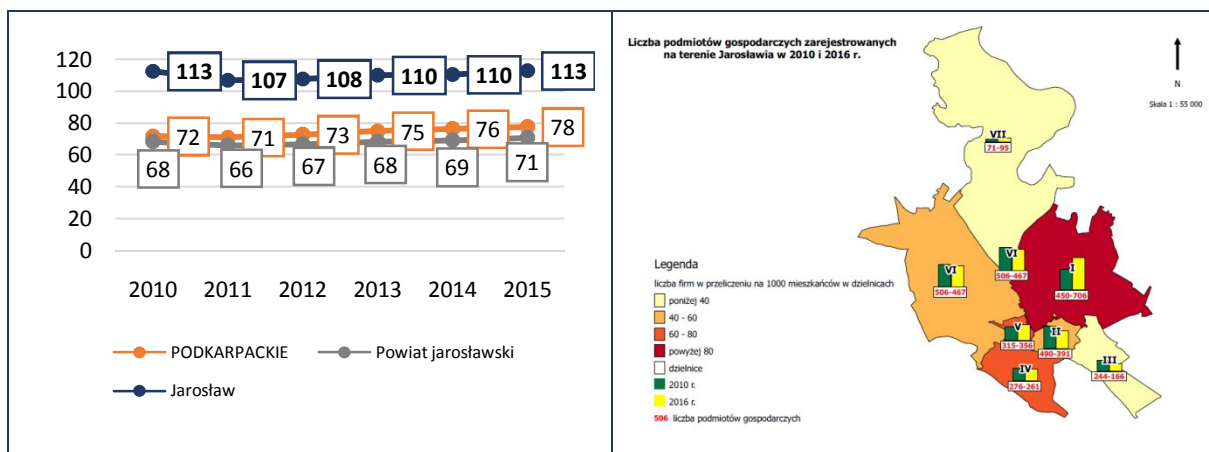 120
100
80
60
40
20
0
113
107
108
110
110
113
72
71
73
75
76
78
68
66
67
68
69
71
2010 2011 2012 2013 2014 2015
PODKARPACKIE
Powiat jarosławski
Jarosław
Liczba podmiotów gospodarczych zarejestrowanych
na terenie Jarosławia w 2010 i 2016 r.
N
Skala 1 : 55 000
VII
71-95
VI
506-467
VI
506-467
I
450-706
V
315-356
II
490-391
IV
276-261
III
244-166
Legenda
liczba firm w przeliczeniu na 1000 mieszkańców w dzielnicach
poniżej 40
40 - 60
60 - 80
powyżej 80
dzielnice
2010 r.
2016 r.
506 liczba podmiotów gospodarczych